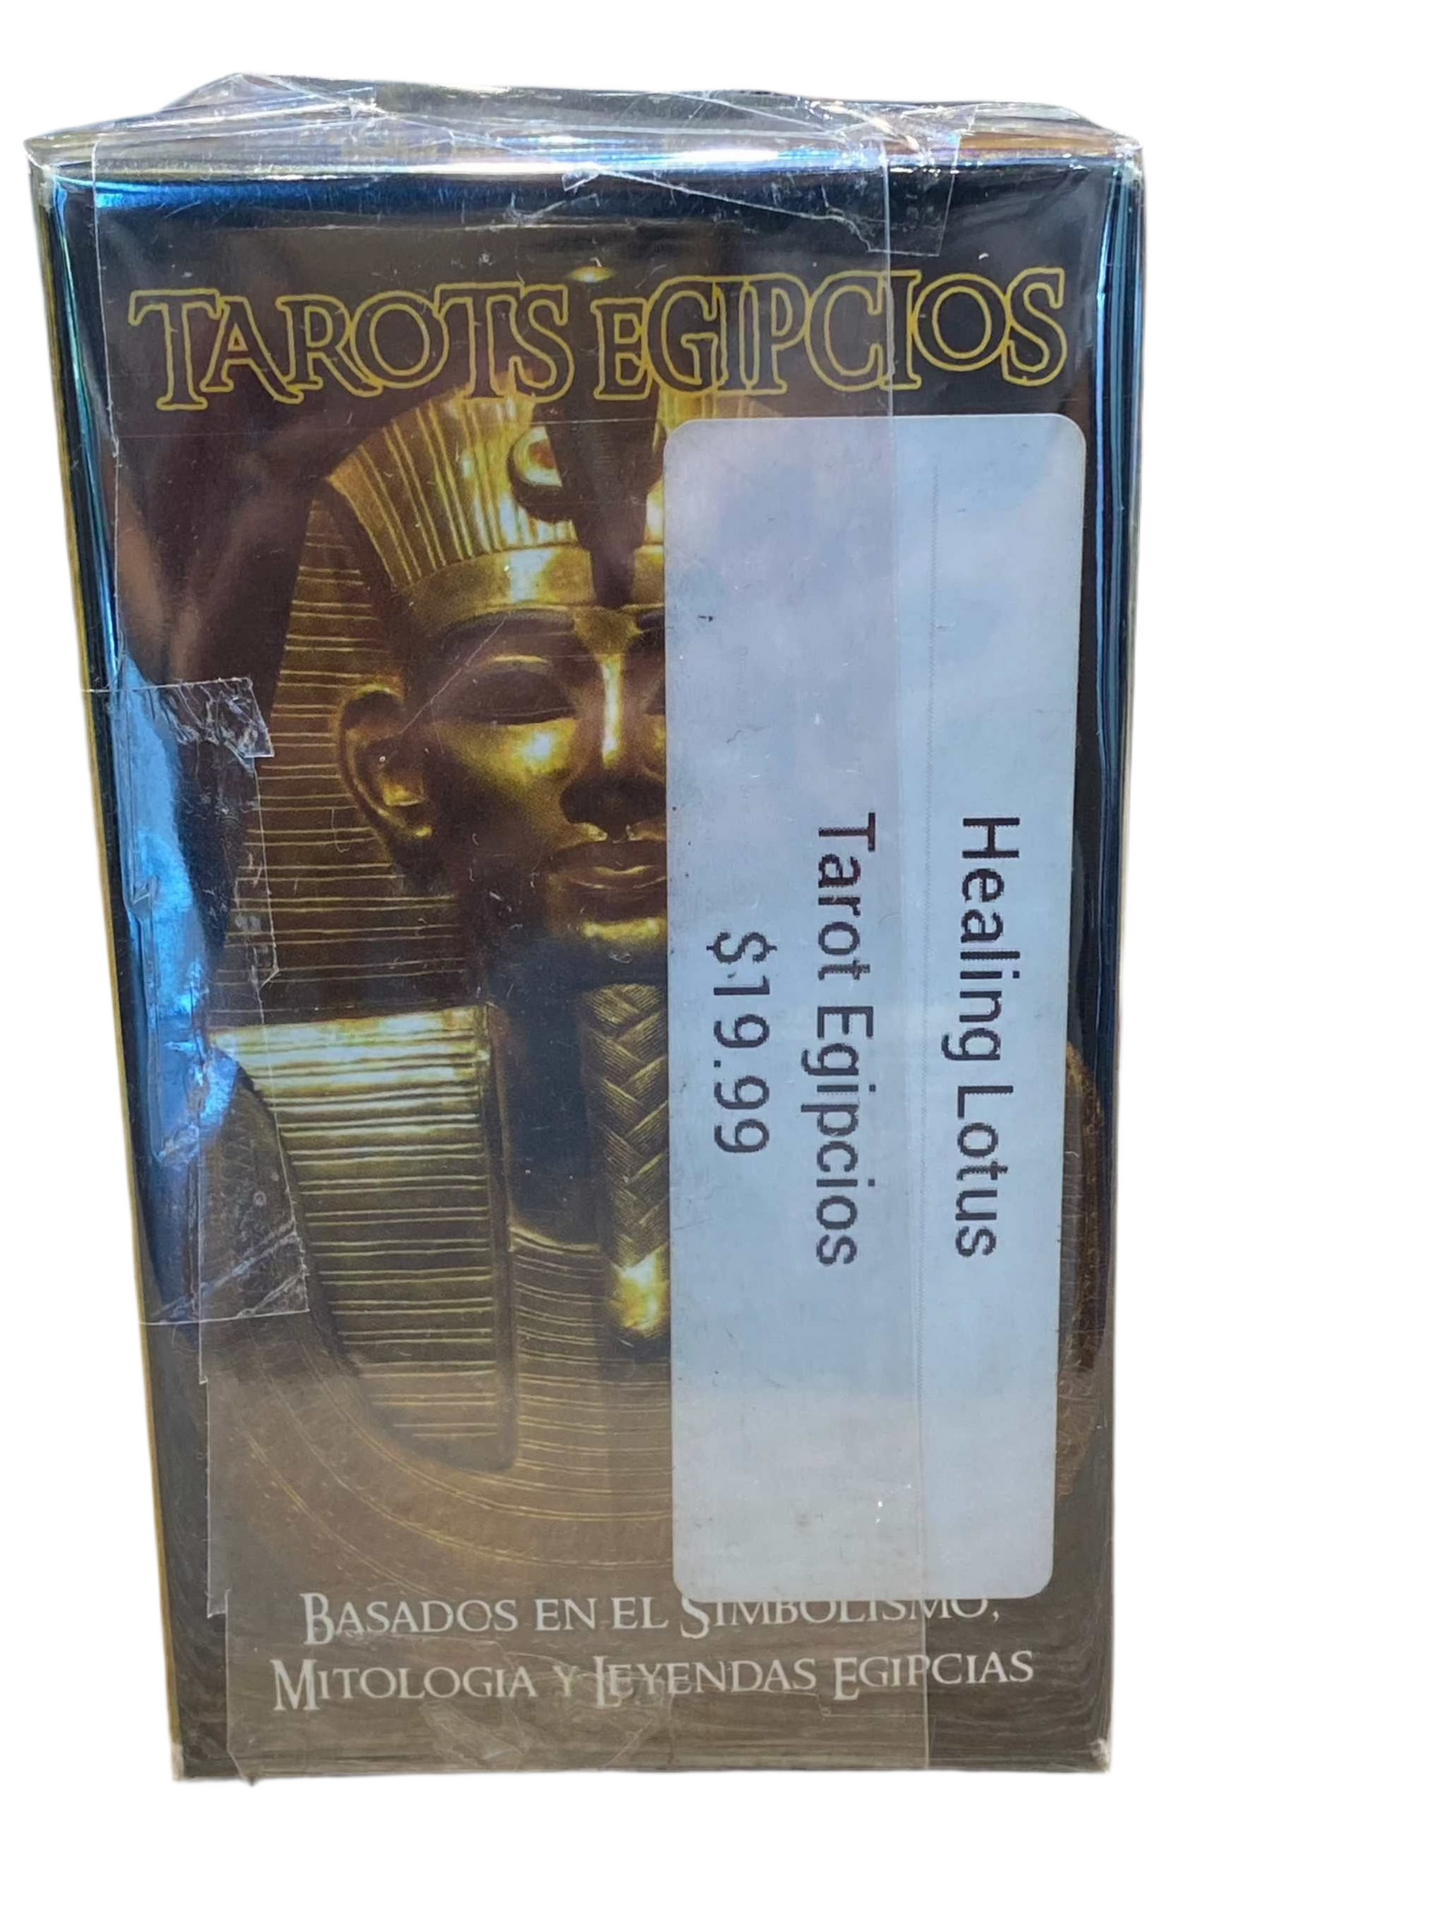 TAROTS EGIPCIOS
Healing Lotus
Tarot Egipcios
$19.99
BASADOS EN EL SIMBOLISMO,
MITOLOGIA Y LEYENDAS EGIPCIAS